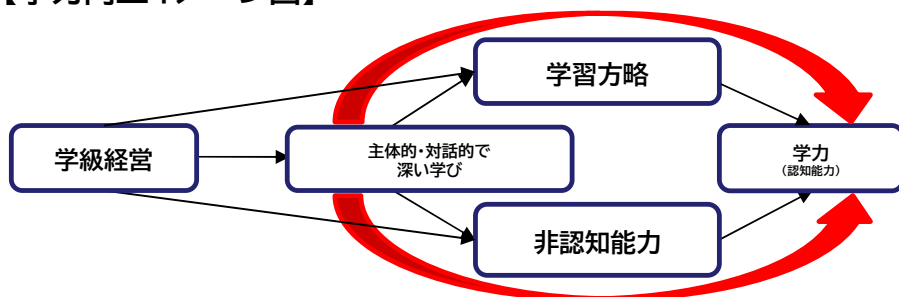 学習方略
学級経営
主体的・対話的で
深い学び
学力
(認知能力)
非認知能力